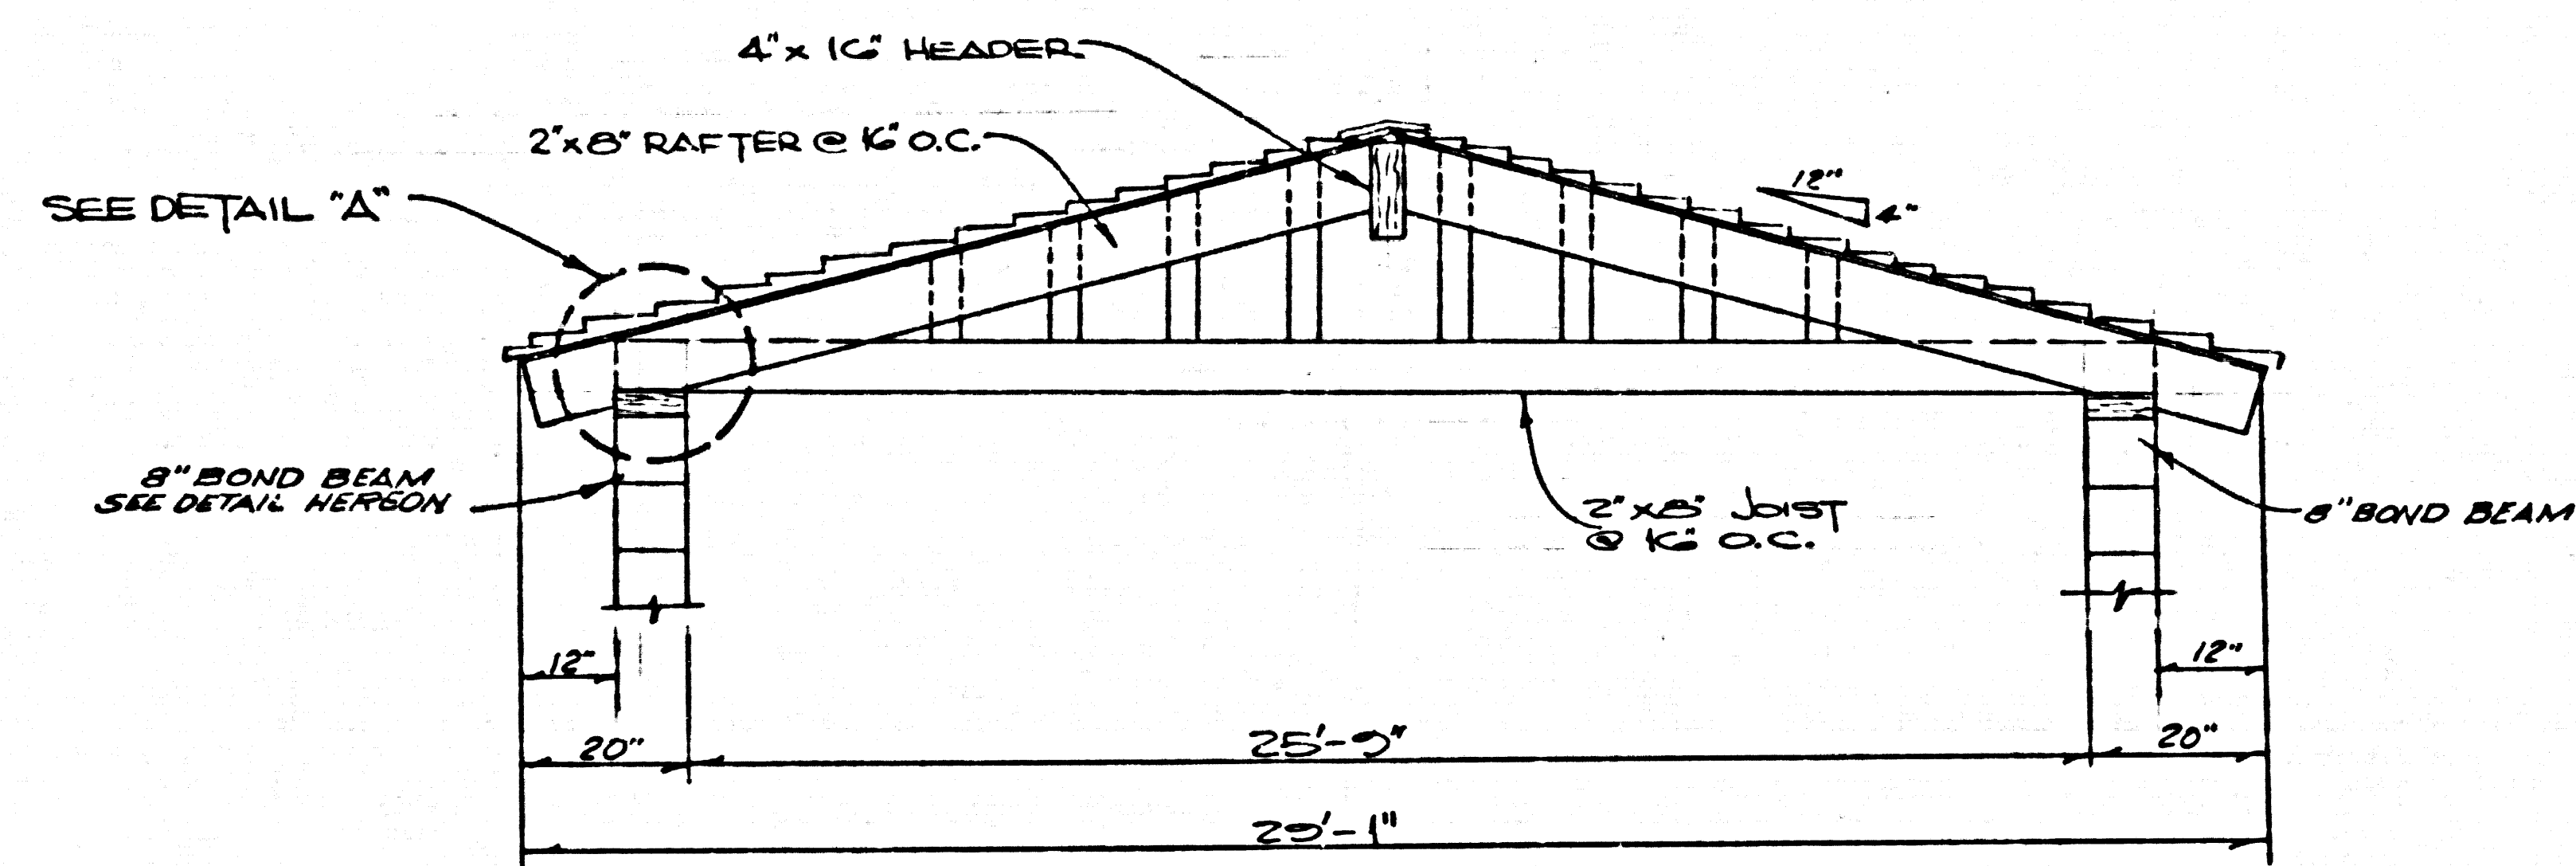 4" x 16" HEADER
2"x8" RAFTER @ 16" O.C.
SEE DETAIL "A"
12"
4"
8" BOND BEAM
SEE DETAIL HEREON
2"x8" JOIST
@ 16" O.C.
8" BOND BEAM
12"
12"
20"
25'-9"
20"
29'-1"